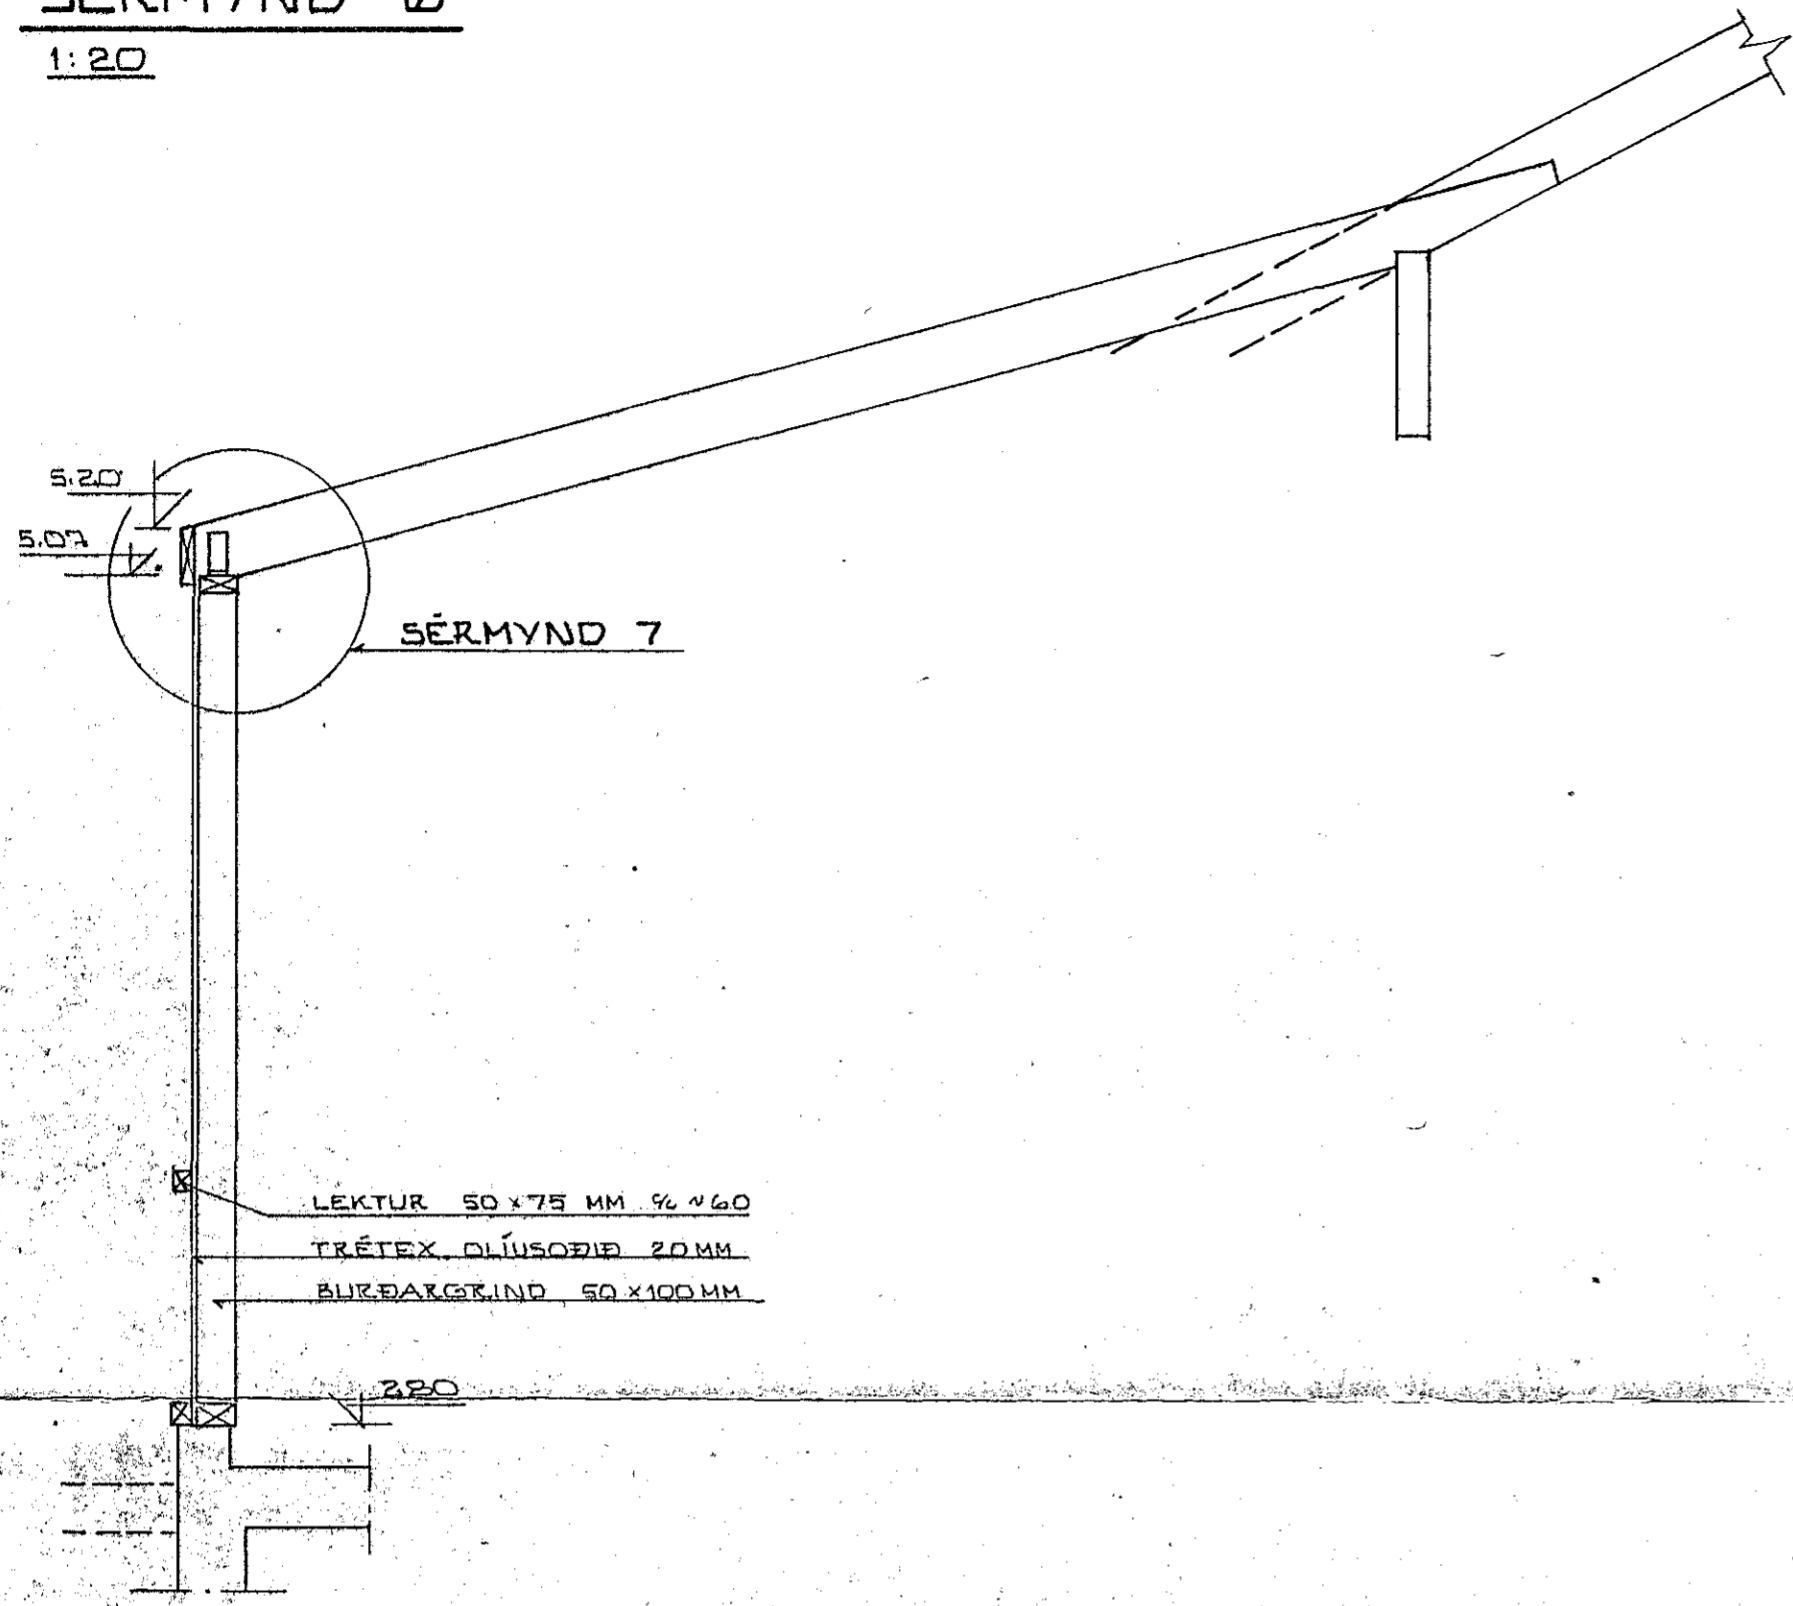 SÉRMYND
1:20
5.20
5.07
SÉRMYND 7
LEKTUR 50 x 75 MM c/c ~ 60
TRÉTEX OLÍUSOÐIÐ 20 MM
BURÐARGRIND 50 x 100 MM
2.80